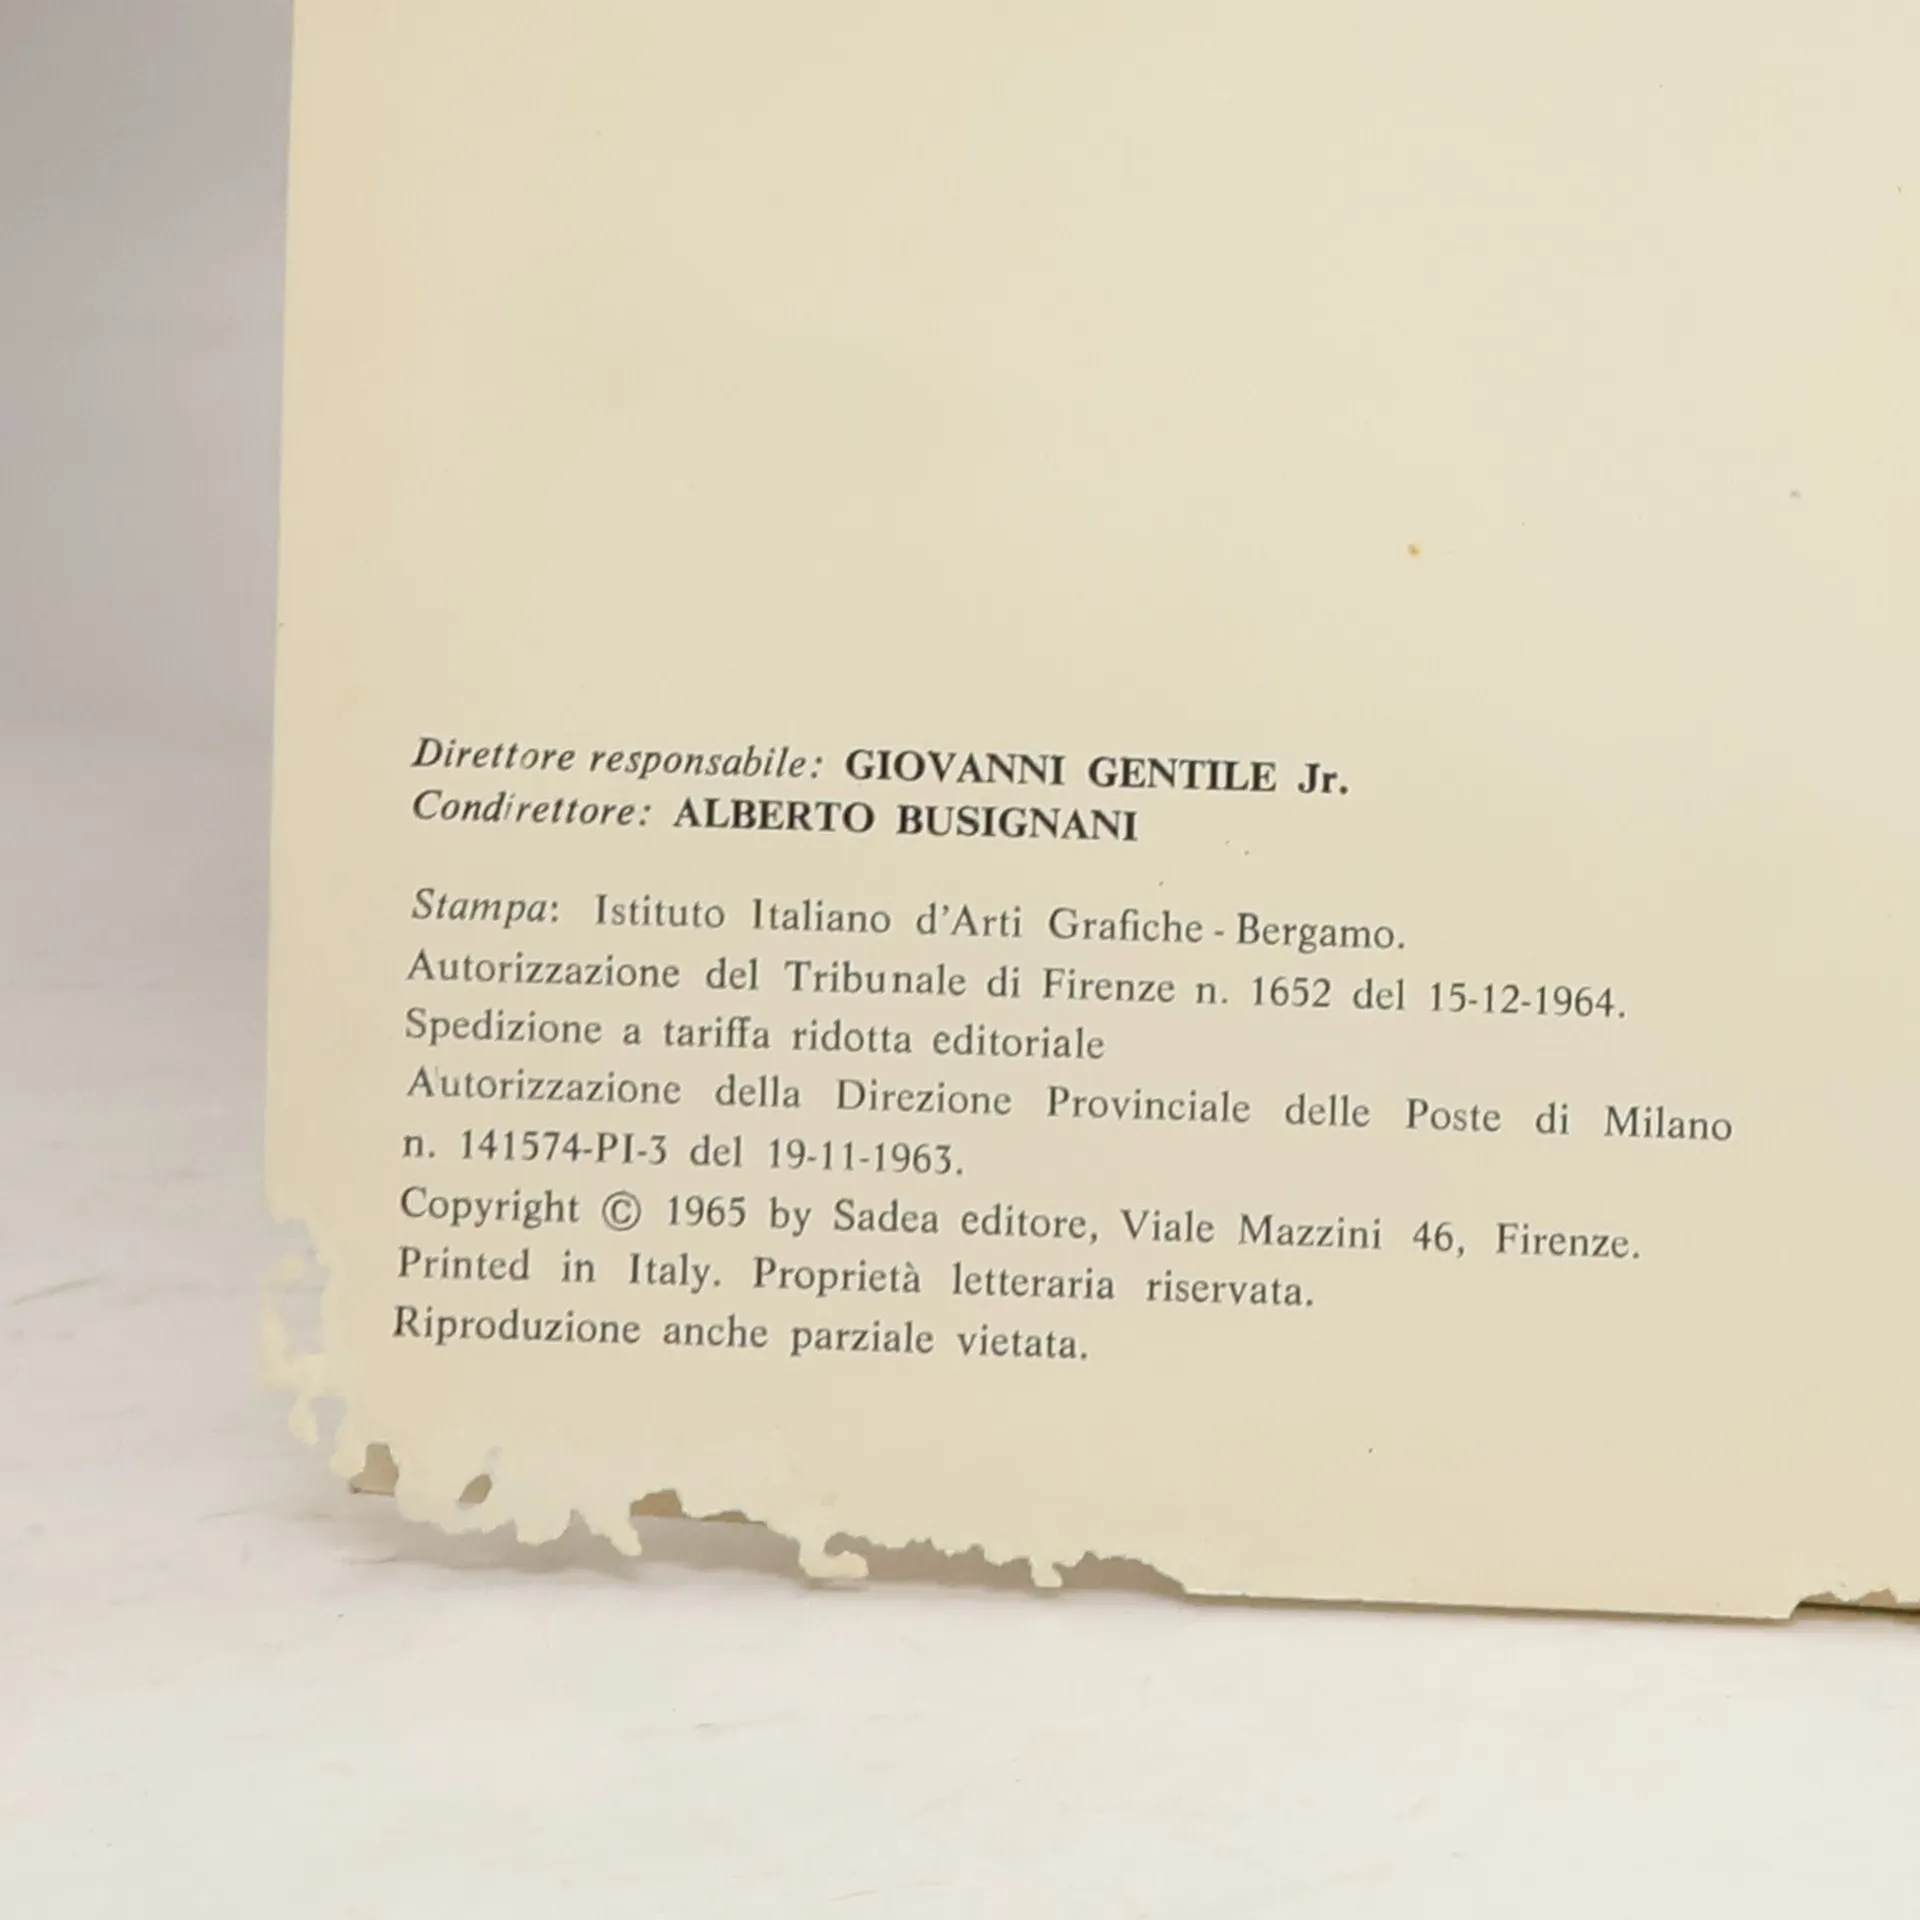 Direttore responsabile: GIOVANNI GENTILE Jr.
Condirettore: ALBERTO BUSIGNANI
Stampa: Istituto Italiano d'Arti Grafiche - Bergamo.
Autorizzazione del Tribunale di Firenze n. 1652 del 15-12-1964.
Spedizione a tariffa ridotta editoriale
Autorizzazione della Direzione Provinciale delle Poste di Milano
n. 141574-PI-3 del 19-11-1963.
Copyright © 1965 by Sadea editore, Viale Mazzini 46, Firenze.
Printed in Italy. Proprietà letteraria riservata.
Riproduzione anche parziale vietata.